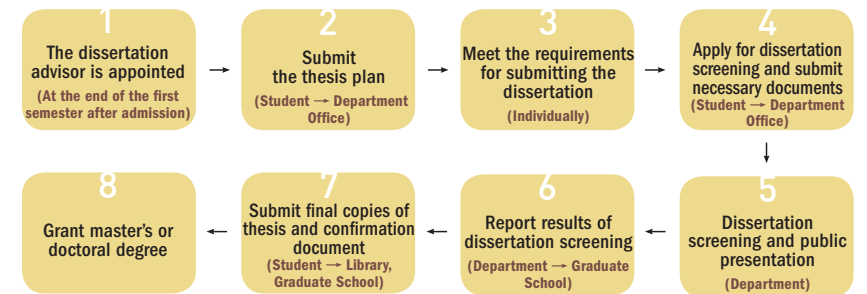 1
The dissertation
advisor is appointed
(At the end of the first
semester after admission)
2
Submit
the thesis plan
(Student → Department
Office)
3
Meet the requirements
for submitting the
dissertation
(Individually)
4
Apply for dissertation
screening and submit
necessary documents
(Student → Department
Office)
5
Dissertation
screening and public
presentation
(Department)
6
Report results of
dissertation screening
(Department → Graduate
School)
7
Submit final copies of
thesis and confirmation
document
(Student → Library,
Graduate School)
8
Grant master's or
doctoral degree